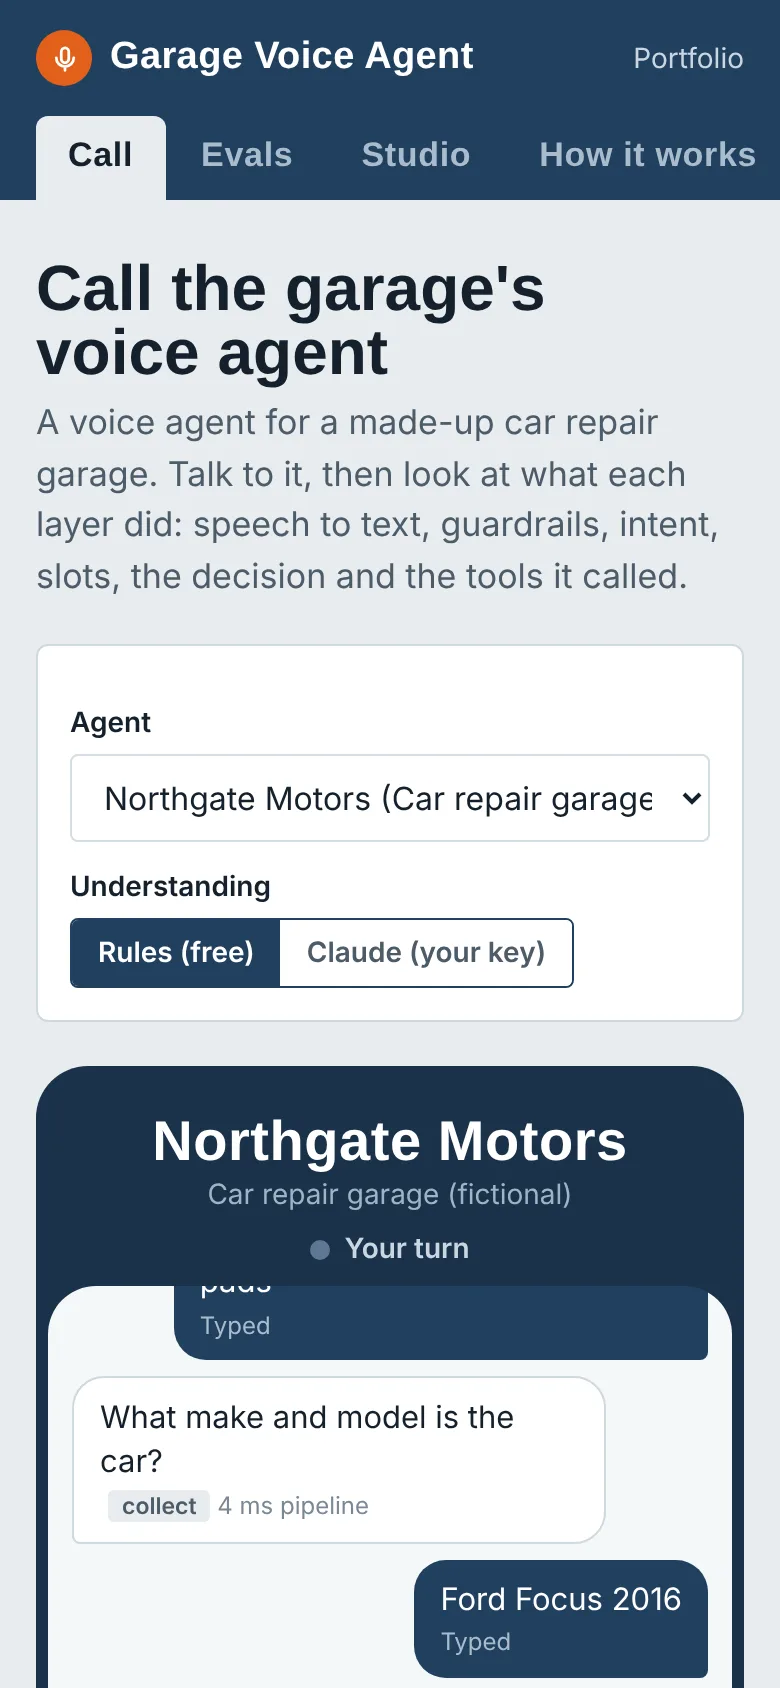 Garage Voice Agent
Portfolio
Call
Evals
Studio
How it works
Call the garage's
voice agent
A voice agent for a made-up car repair
garage. Talk to it, then look at what each
layer did: speech to text, guardrails, intent,
slots, the decision and the tools it called.
Agent
Northgate Motors (Car repair garage
Understanding
Rules (free)
Claude (your key)
Northgate Motors
Car repair garage (fictional)
Your turn
pads
Typed
What make and model is the
car?
collect 4 ms pipeline
Ford Focus 2016
Typed